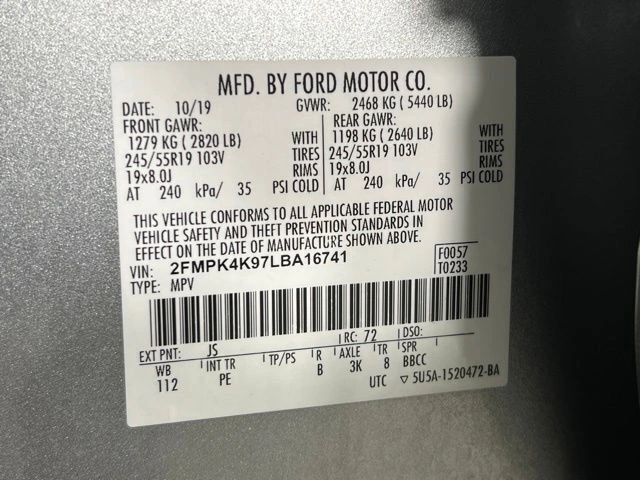 MFD. BY FORD MOTOR CO.
DATE: 10/19 GVWR: 2468 KG ( 5440 LB)
FRONT GAWR: REAR GAWR:
1279 KG ( 2820 LB) WITH 1198 KG ( 2640 LB) WITH
245/55R19 103V TIRES 245/55R19 103V TIRES
19x8.0J RIMS 19x8.0J RIMS
AT 240 kPa/ 35 PSI COLD AT 240 kPa/ 35 PSI COLD
THIS VEHICLE CONFORMS TO ALL APPLICABLE FEDERAL MOTOR
VEHICLE SAFETY AND THEFT PREVENTION STANDARDS IN
EFFECT ON THE DATE OF MANUFACTURE SHOWN ABOVE.
VIN: 2FMPK4K97LBA16741 F0057
TYPE: MPV T0233
EXT PNT: JS RC: 72 DSO:
WB INT TR TP/PS R AXLE TR SPR
112 PE B 3K 8 BBCC
UTC ▽ 5U5A-1520472-BA